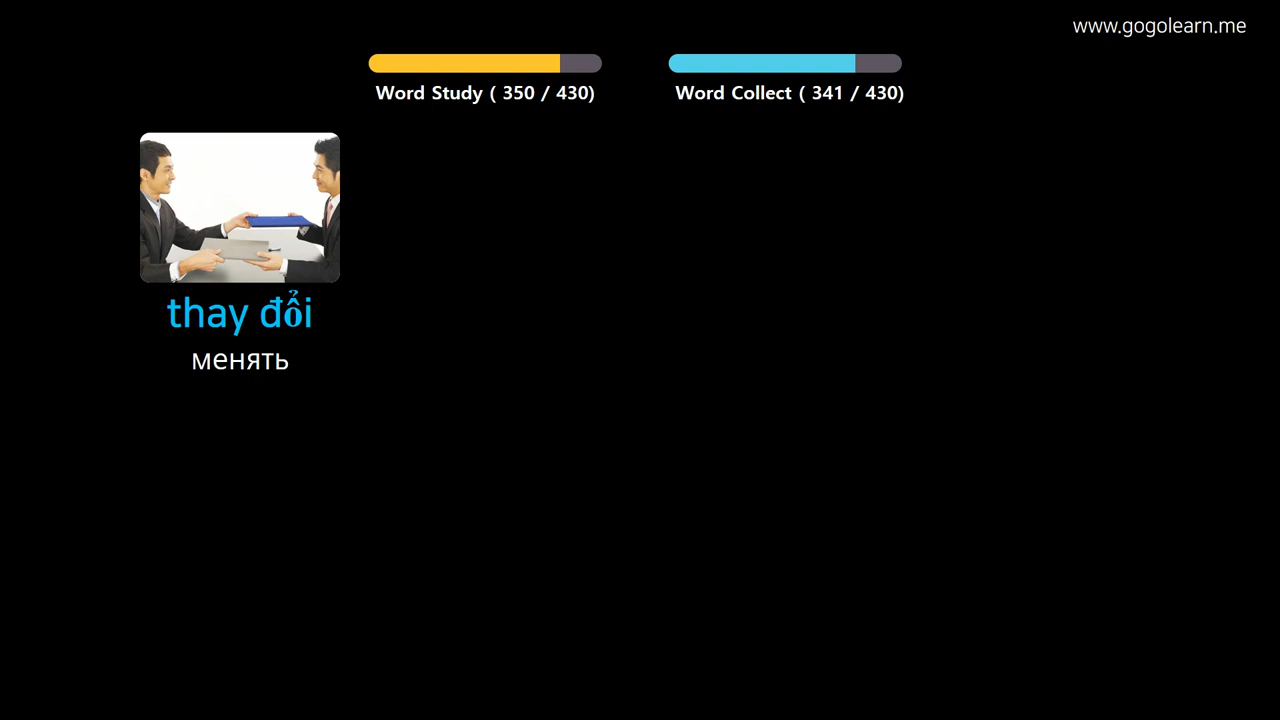 www.gogolearn.me
Word Study ( 350 / 430)
Word Collect ( 341 / 430)
thay đổi
менять